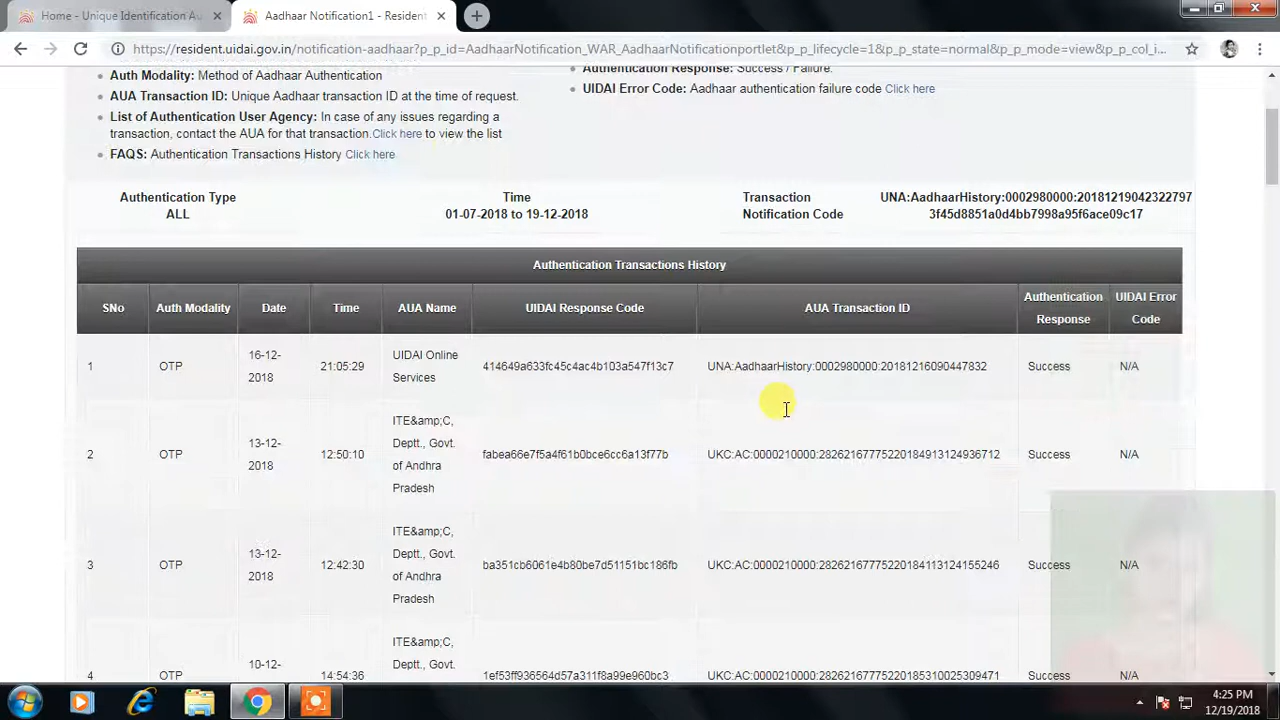 Home - Unique Identification Au
Aadhaar Notification1 - Resident
https://resident.uidai.gov.in/notification-aadhaar?p_p_id=AadhaarNotification_WAR_AadhaarNotificationportlet&p_p_lifecycle=1&p_p_state=normal&p_p_mode=view&p_p_col_i...
Auth Modality: Method of Aadhaar Authentication
AUA Transaction ID: Unique Aadhaar transaction ID at the time of request.
List of Authentication User Agency: In case of any issues regarding a
transaction, contact the AUA for that transaction.Click here to view the list
FAQS: Authentication Transactions History Click here
Authentication Response: Success / Failure.
UIDAI Error Code: Aadhaar authentication failure code Click here
Authentication Type
ALL
Time
01-07-2018 to 19-12-2018
Transaction
Notification Code
UNA:AadhaarHistory:0002980000:20181219042322797
3f45d8851a0d4bb7998a95f6ace09c17
Authentication Transactions History
SNo Auth Modality Date Time AUA Name UIDAI Response Code AUA Transaction ID
Authentication
Response
UIDAI Error
Code
1 OTP
16-12-
2018
21:05:29
UIDAI Online
Services
414649a633fc45c4ac4b103a547f13c7 UNA:AadhaarHistory:0002980000:20181216090447832 Success N/A
2 OTP
13-12-
2018
12:50:10
ITE&amp;C,
Deptt., Govt.
of Andhra
Pradesh
fabea66e7f5a4f61b0bce6cc6a13f77b UKC:AC:0000210000:2826216777522018491312493​6712 Success N/A
3 OTP
13-12-
2018
12:42:30
ITE&amp;C,
Deptt., Govt.
of Andhra
Pradesh
ba351cb6061e4b80be7d51151bc186fb UKC:AC:0000210000:28262167775220184113124155246 Success N/A
4 OTP
10-12-
14:54:36
ITE&amp;C,
Deptt., Govt.
1ef53ff936564d57a311f8a99e960bc3 UKC:AC:0000210000:28262167775220185310025309471 Success N/A
4:25 PM
12/19/2018